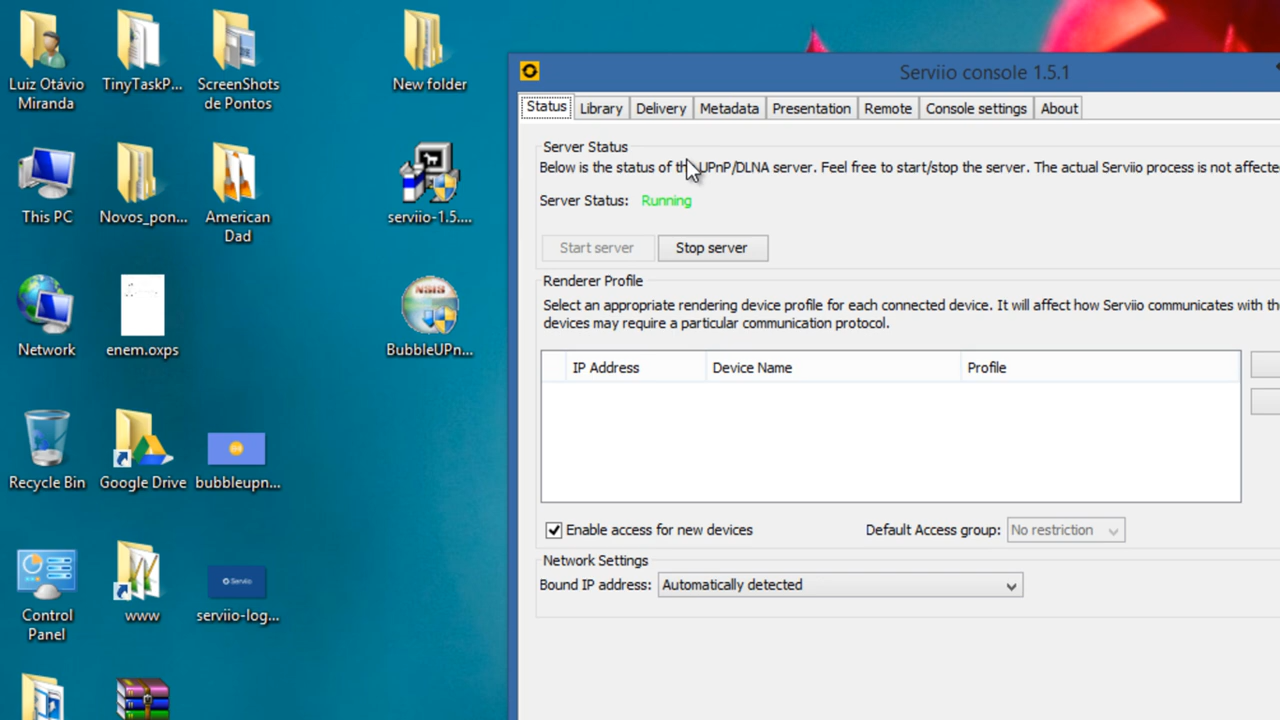 Luiz Otávio
Miranda
TinyTaskP...
ScreenShots
de Pontos
New folder
This PC
Novos_pon...
American
Dad
serviio-1.5....
Network
enem.oxps
NSIS
BubbleUPn...
Recycle Bin
Google Drive
bubbleupn...
Control
Panel
www
Serviio
serviio-log...
Serviio console 1.5.1
Status Library Delivery Metadata Presentation Remote Console settings About
Server Status
Below is the status of the UPnP/DLNA server. Feel free to start/stop the server. The actual Serviio process is not affecte
Server Status: Running
Start server Stop server
Renderer Profile
Select an appropriate rendering device profile for each connected device. It will affect how Serviio communicates with th
devices may require a particular communication protocol.
IP Address Device Name Profile
Enable access for new devices Default Access group: No restriction
Network Settings
Bound IP address: Automatically detected